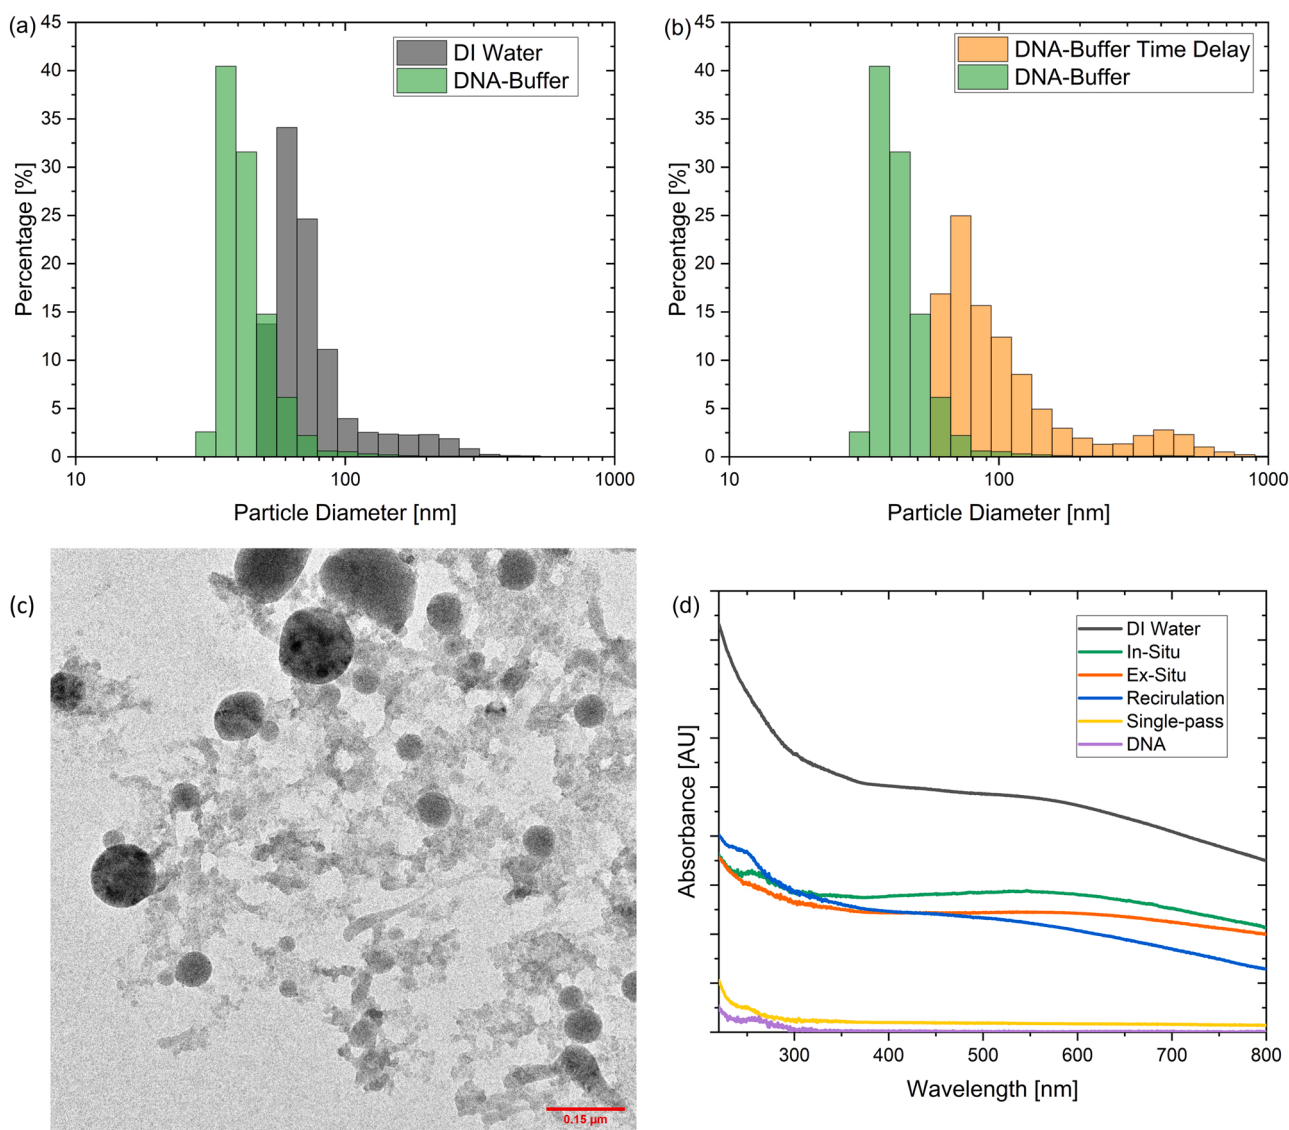 (a)
45
40
35
30
25
20
15
10
5
0
Percentage [%]
DI Water
DNA-Buffer
10
100
1000
Particle Diameter [nm]
(b)
45
40
35
30
25
20
15
10
5
0
Percentage [%]
DNA-Buffer Time Delay
DNA-Buffer
10
100
1000
Particle Diameter [nm]
(c)
0.15 µm
(d)
Absorbance [AU]
DI Water
In-Situ
Ex-Situ
Recirulation
Single-pass
DNA
300
400
500
600
700
800
Wavelength [nm]